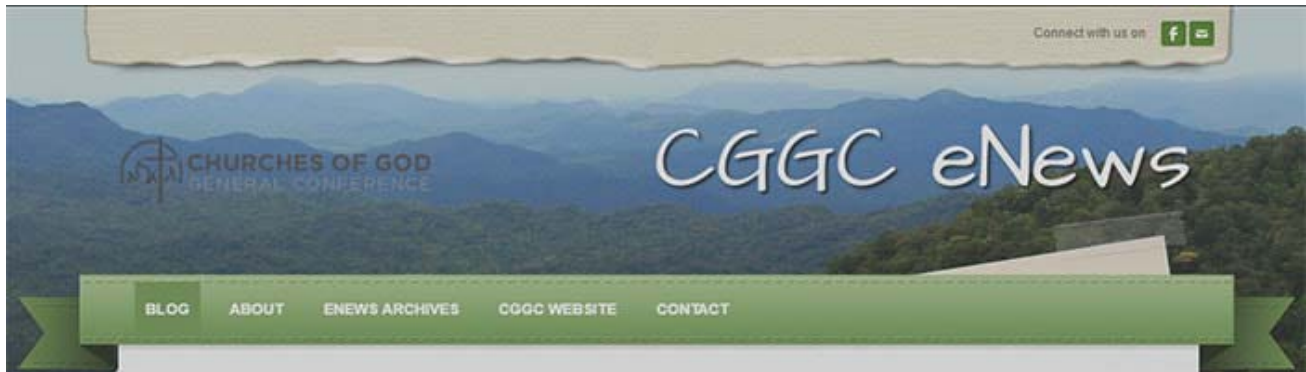 Connect with us on
CHURCHES OF GOD
GENERAL CONFERENCE
CGGC eNews
BLOG ABOUT ENEWS ARCHIVES CGGC WEBSITE CONTACT